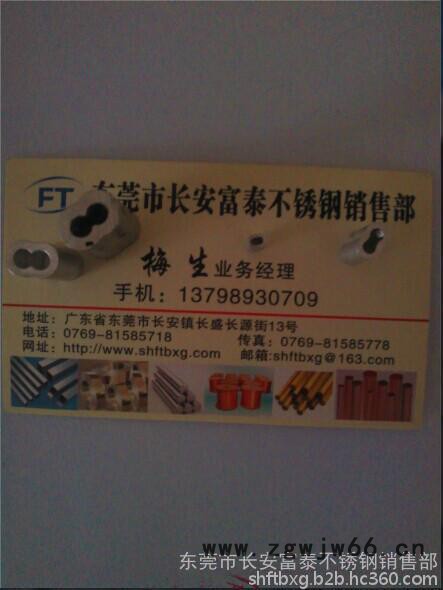 FT 东莞市长安富泰不锈钢销售部
梅 生 业务经理
手机：13798930709
地址：广东省东莞市长安镇长盛长源街13号
电话：0769-81585718 传真：0769-81585778
网址：http://www.shftbxg.com 邮箱:shftbxg@163.com
www.zgwjw66.cn
东莞市长安富泰不锈钢销售部
shftbxg.b2b.hc360.com